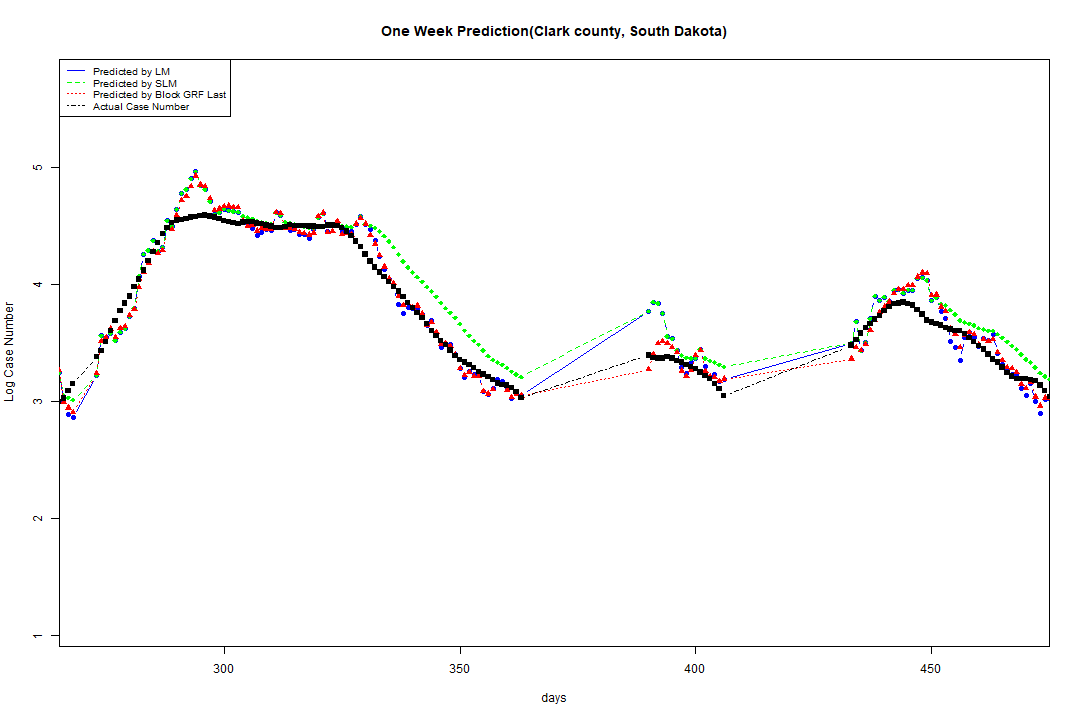 One Week Prediction(Clark county, South Dakota)
Predicted by LM
Predicted by SLM
Predicted by Block GRF Last
Actual Case Number
Log Case Number
5
4
3
2
1
300 350 400 450
days